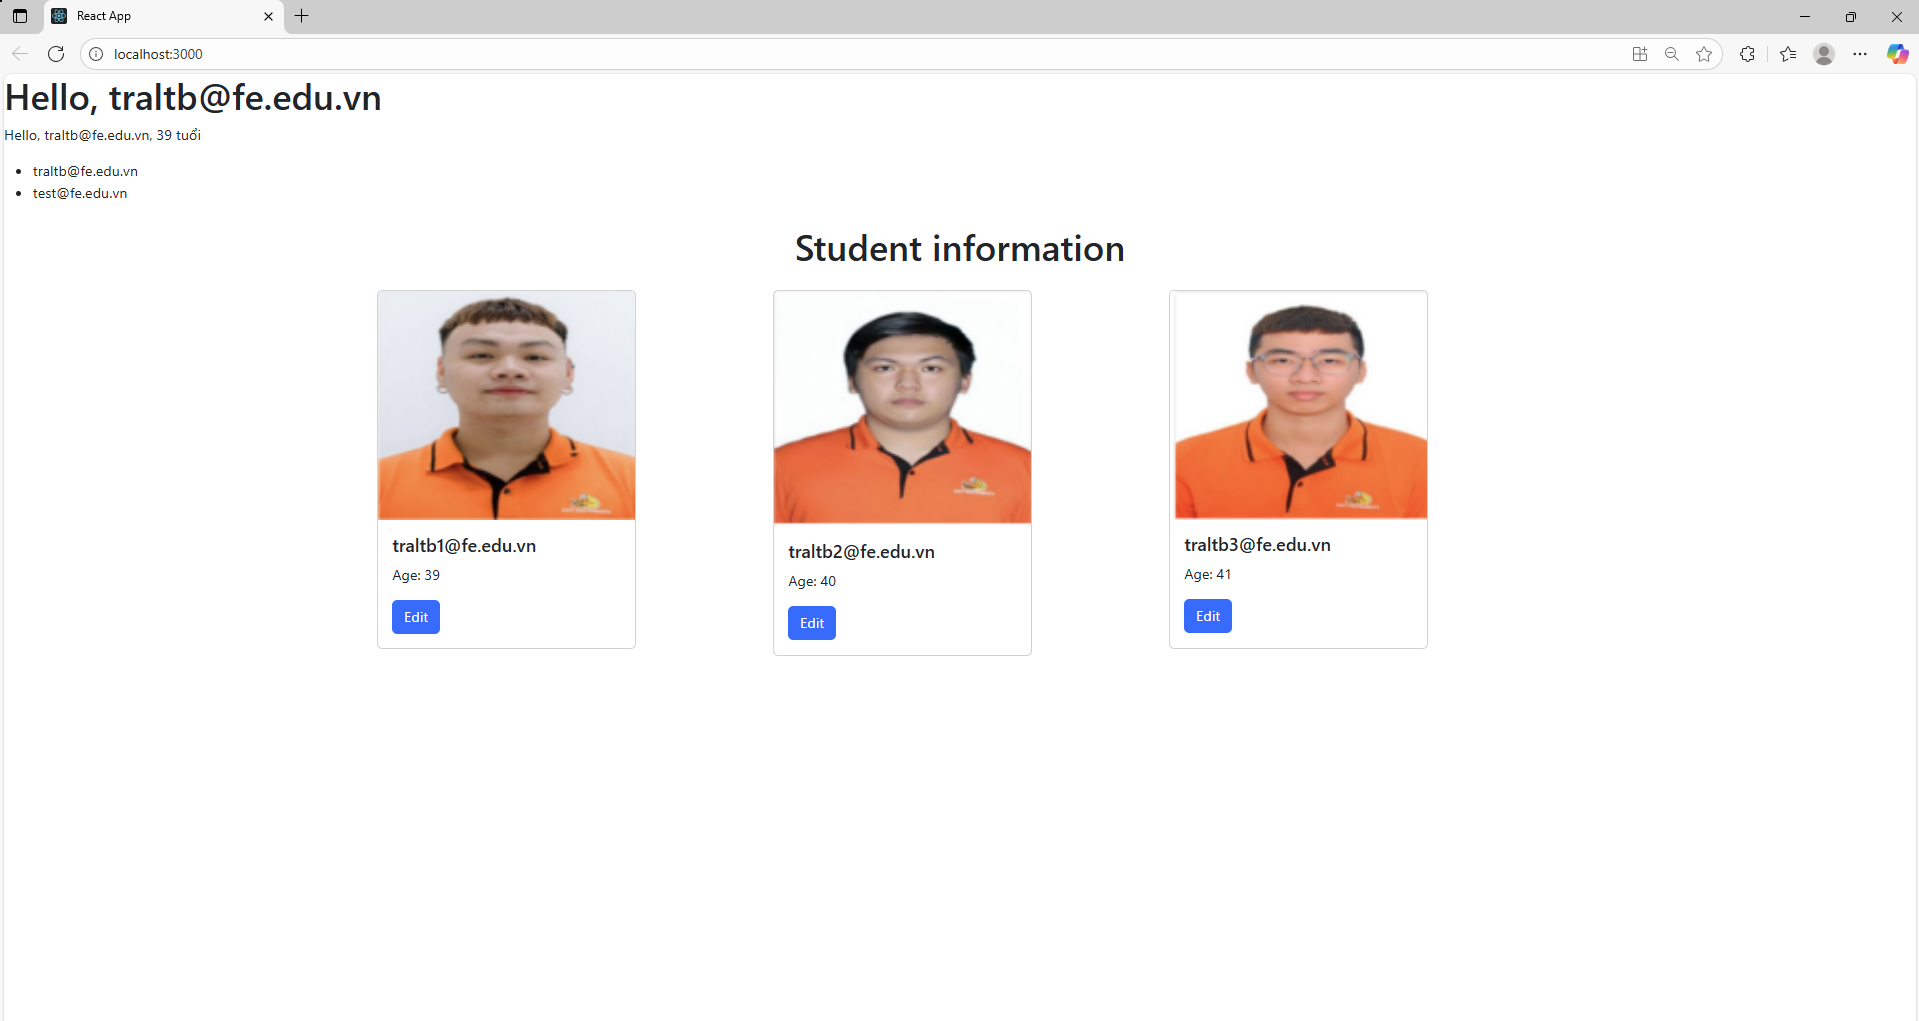 React App
localhost:3000
Hello, traltb@fe.edu.vn
Hello, traltb@fe.edu.vn, 39 tuổi
traltb@fe.edu.vn
test@fe.edu.vn
Student information
traltb1@fe.edu.vn
Age: 39
Edit
traltb2@fe.edu.vn
Age: 40
Edit
traltb3@fe.edu.vn
Age: 41
Edit